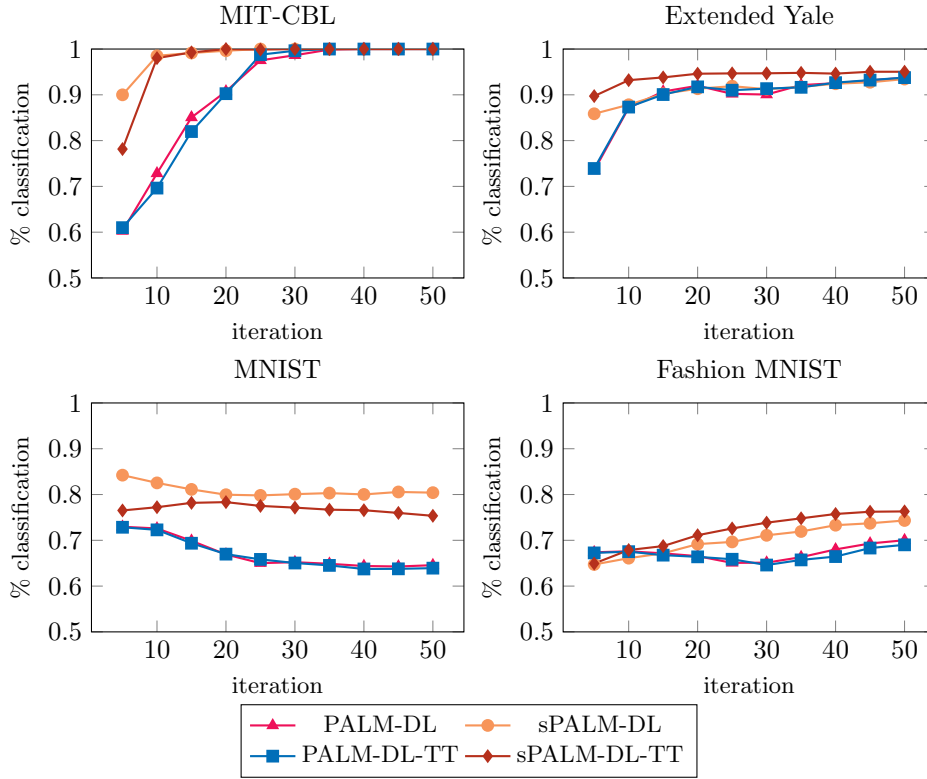 MIT-CBL
Extended Yale
1
0.9
0.8
0.7
0.6
0.5
% classification
10 20 30 40 50
iteration
1
0.9
0.8
0.7
0.6
0.5
% classification
10 20 30 40 50
iteration
MNIST
Fashion MNIST
1
0.9
0.8
0.7
0.6
0.5
% classification
10 20 30 40 50
iteration
1
0.9
0.8
0.7
0.6
0.5
% classification
10 20 30 40 50
iteration
PALM-DL sPALM-DL
PALM-DL-TT sPALM-DL-TT